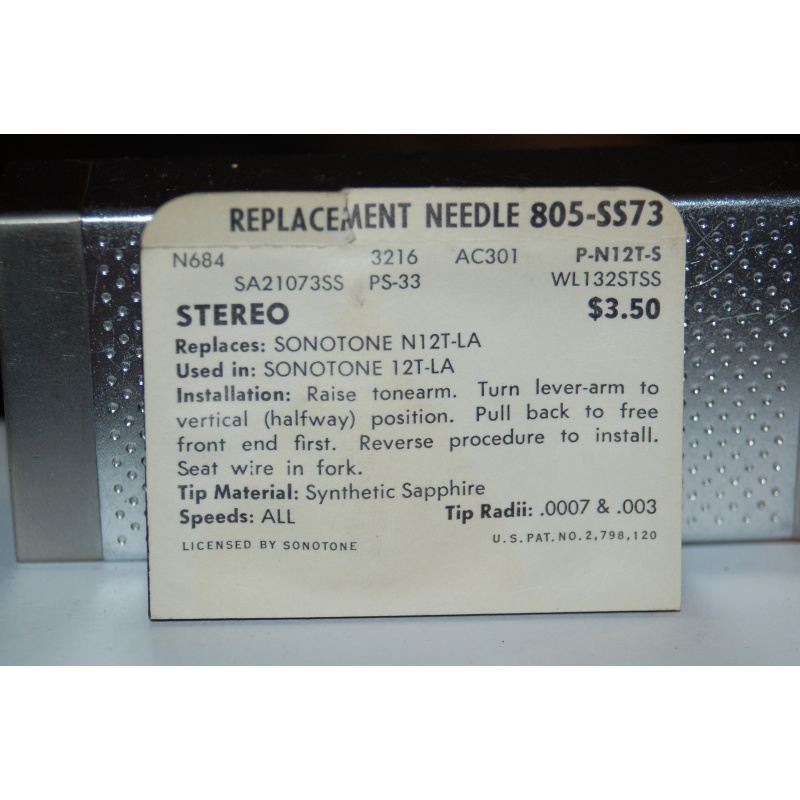 REPLACEMENT NEEDLE 805-SS73
N684 3216 AC301 P-N12T-S
SA21073SS PS-33 WL132STSS
STEREO $3.50
Replaces: SONOTONE N12T-LA
Used in: SONOTONE 12T-LA
Installation: Raise tonearm. Turn lever-arm to
vertical (halfway) position. Pull back to free
front end first. Reverse procedure to install.
Seat wire in fork.
Tip Material: Synthetic Sapphire
Speeds: ALL Tip Radii: .0007 & .003
LICENSED BY SONOTONE U.S.PAT.NO.2,798,120